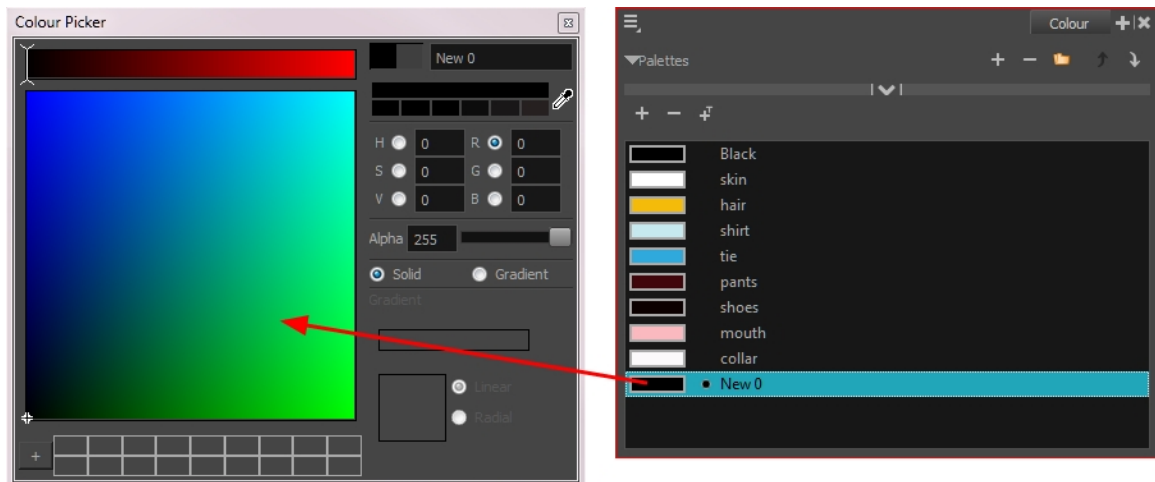 Colour Picker
New 0
H 0 R 0
S 0 G 0
V 0 B 0
Alpha 255
Solid Gradient
Gradient
Linear
Radial
Colour
Palettes
Black
skin
hair
shirt
tie
pants
shoes
mouth
collar
New 0